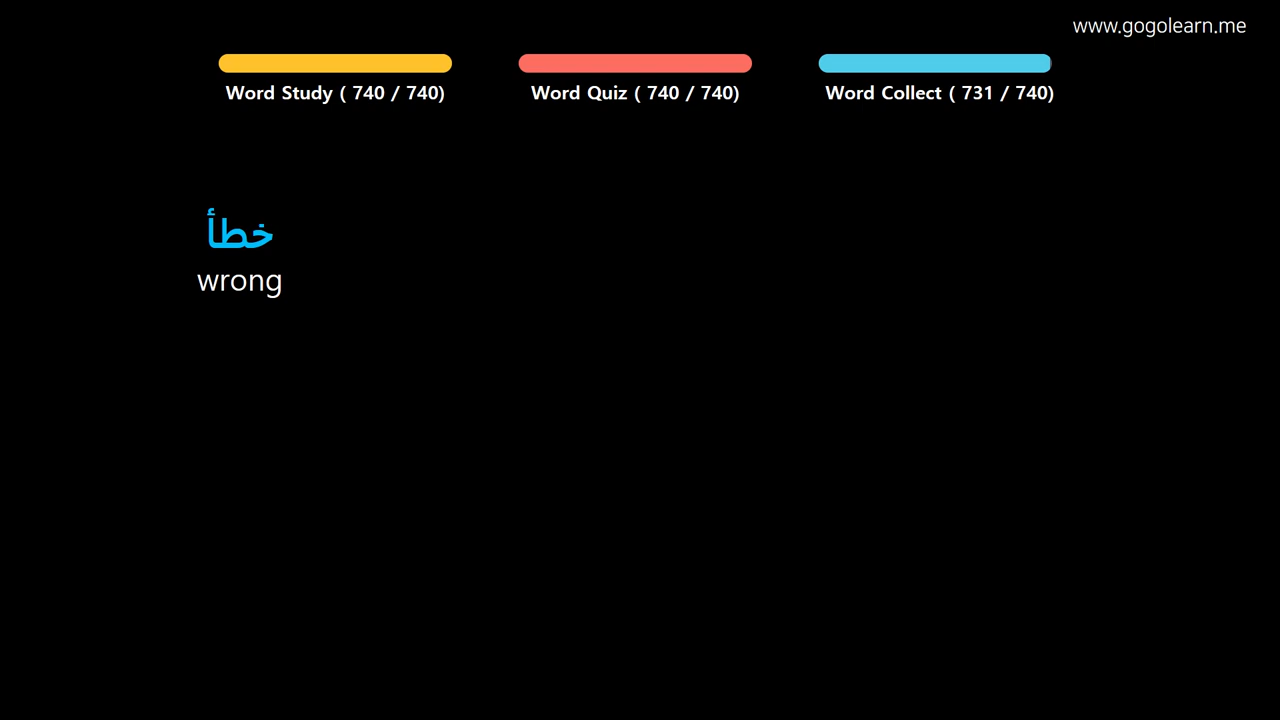 www.gogolearn.me
Word Study ( 740 / 740)
Word Quiz ( 740 / 740)
Word Collect ( 731 / 740)
خطأ
wrong